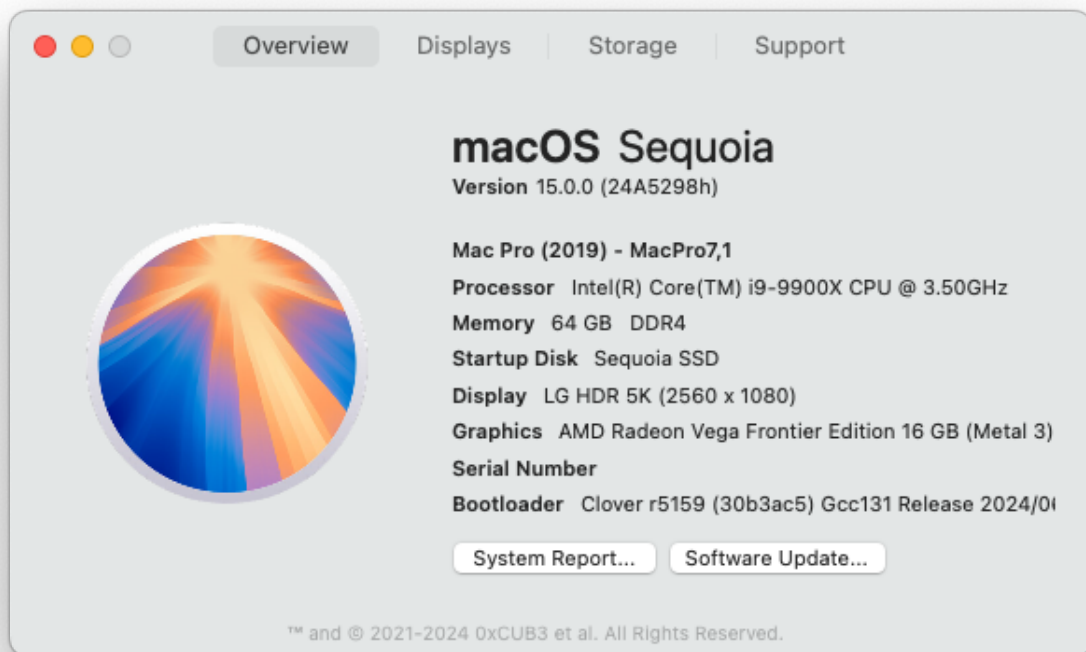 Overview Displays Storage Support
macOS Sequoia
Version 15.0.0 (24A5298h)
Mac Pro (2019) - MacPro7,1
Processor Intel(R) Core(TM) i9-9900X CPU @ 3.50GHz
Memory 64 GB DDR4
Startup Disk Sequoia SSD
Display LG HDR 5K (2560 x 1080)
Graphics AMD Radeon Vega Frontier Edition 16 GB (Metal 3)
Serial Number
Bootloader Clover r5159 (30b3ac5) Gcc131 Release
System Report... Software Update...
™ and © 2021-2024 0xCUB3 et al. All Rights Reserved.